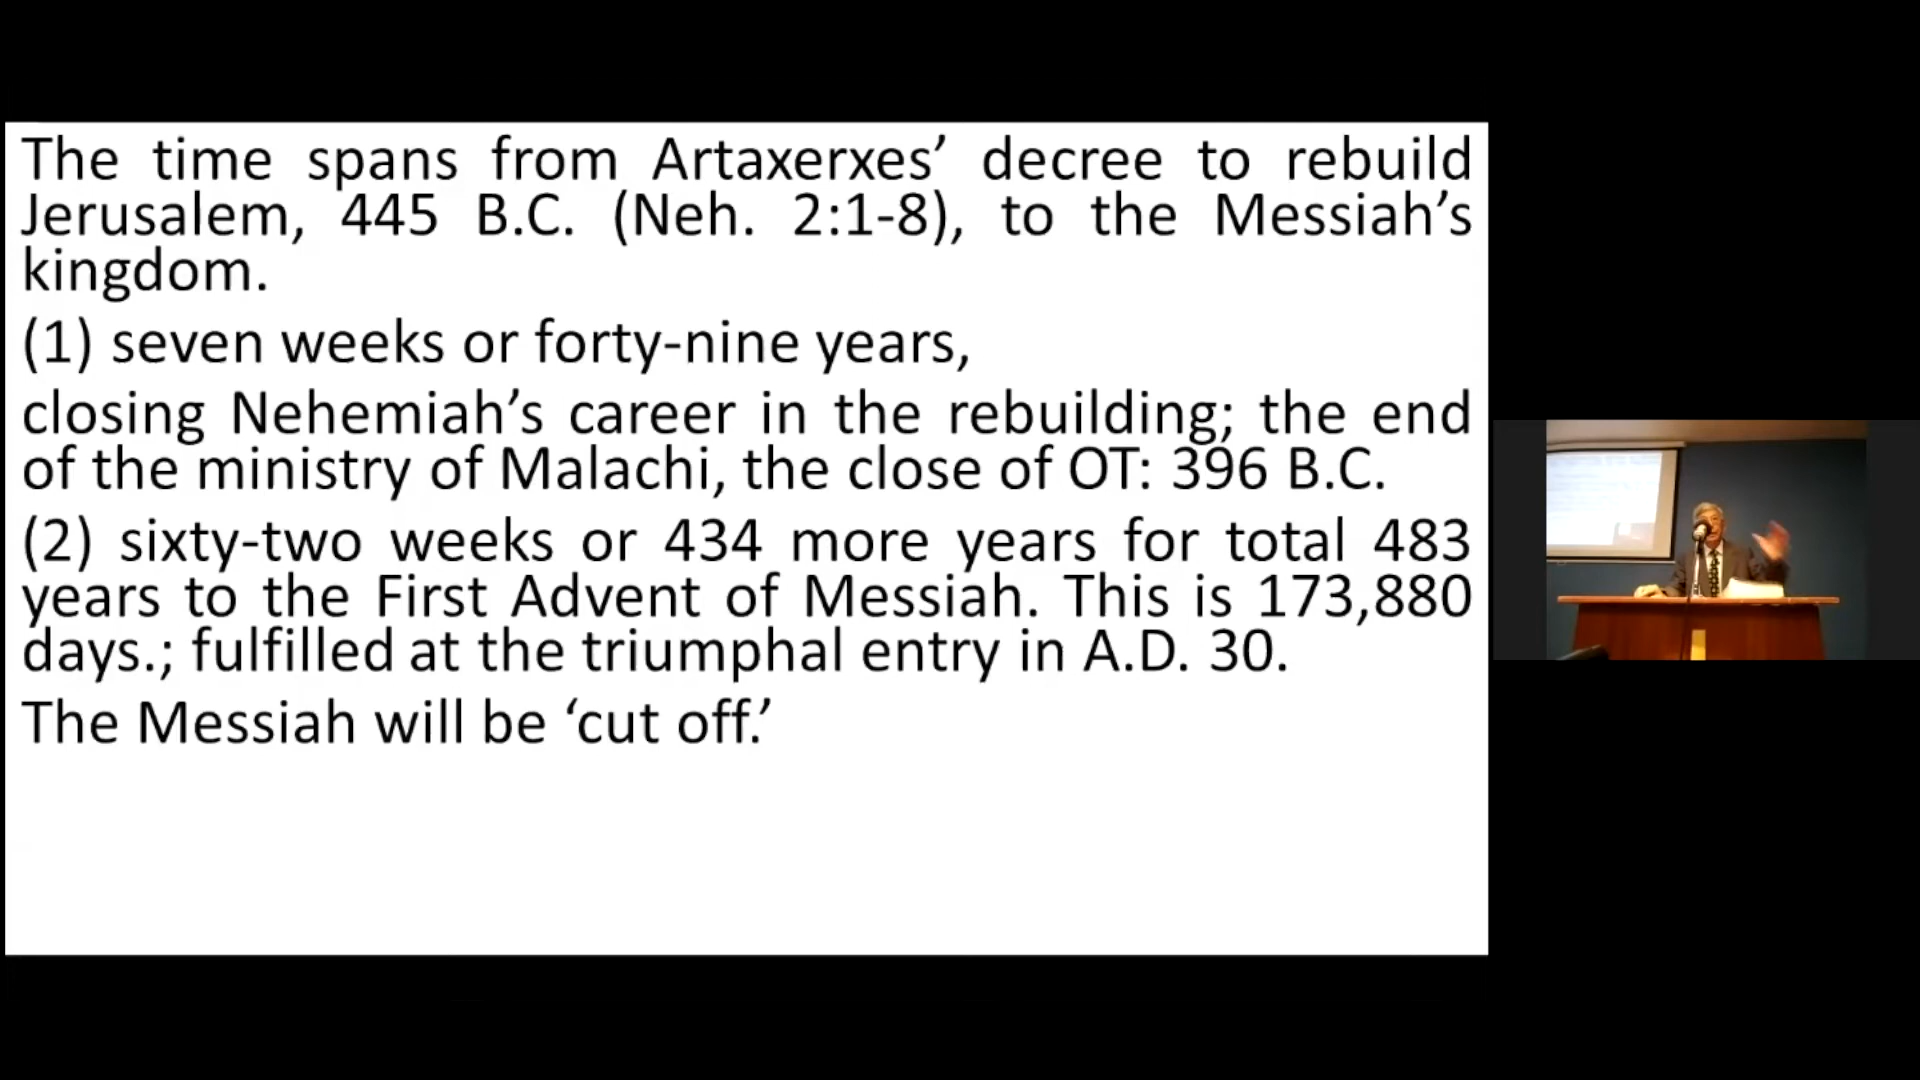 The time spans from Artaxerxes’ decree to rebuild
Jerusalem, 445 B.C. (Neh. 2:1-8), to the Messiah’s
kingdom.
(1) seven weeks or forty-nine years,
closing Nehemiah’s career in the rebuilding; the end
of the ministry of Malachi, the close of OT: 396 B.C.
(2) sixty-two weeks or 434 more years for total 483
years to the First Advent of Messiah. This is 173,880
days.; fulfilled at the triumphal entry in A.D. 30.
The Messiah will be ‘cut off.’